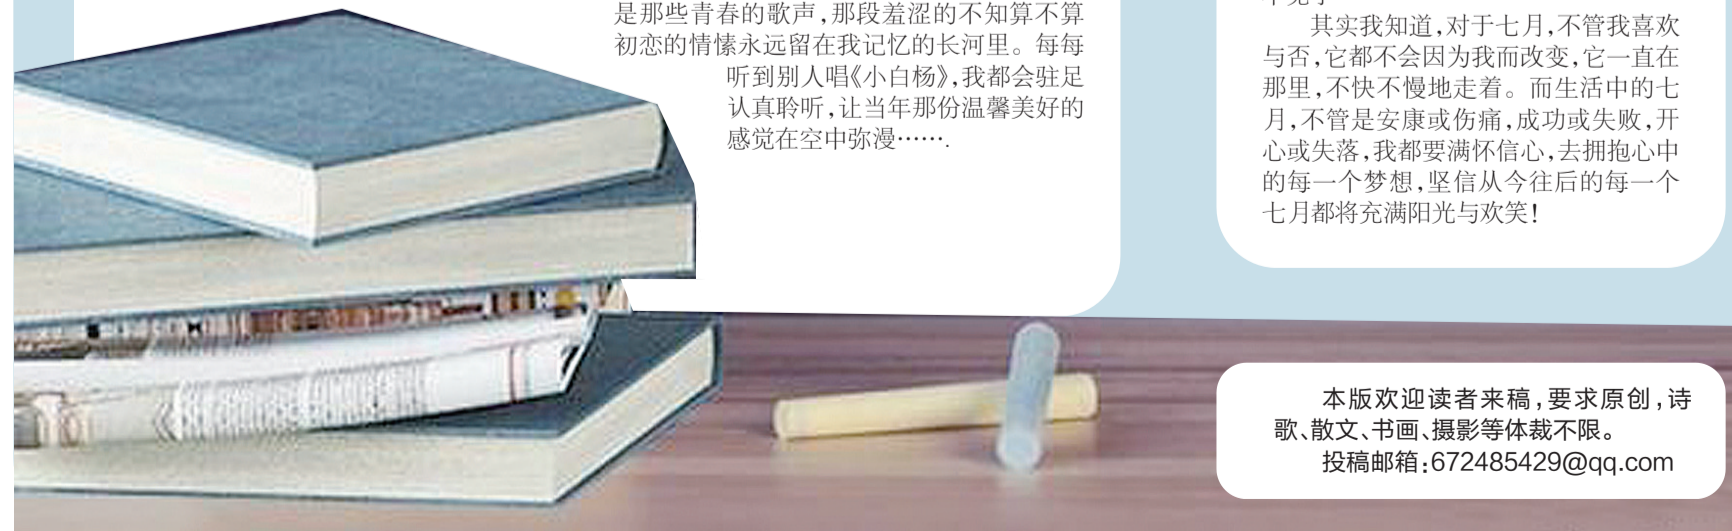 是那些青春的歌声,那段羞涩的不知算不算
初恋的情愫永远留在我记忆的长河里。每每
听到别人唱《小白杨》,我都会驻足
认真聆听,让当年那份温馨美好的
感觉在空中弥漫…….
其实我知道,对于七月,不管我喜欢
与否,它都不会因为我而改变,它一直在
那里,不快不慢地走着。而生活中的七
月,不管是安康或伤痛,成功或失败,开
心或失落,我都要满怀信心,去拥抱心中
的每一个梦想,坚信从今往后的每一个
七月都将充满阳光与欢笑!
本版欢迎读者来稿,要求原创,诗
歌、散文、书画、摄影等体裁不限。
投稿邮箱:672485429@qq.com